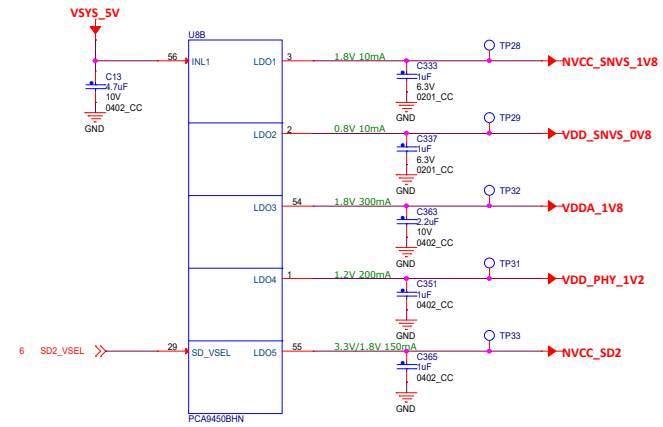 VSYS_5V
U8B
56 INL1 LDO1 3 1.8V 10mA TP28 NVCC_SNVS_1V8
C13
4.7uF
10V
0402_CC
GND
C333
1uF
6.3V
0201_CC
GND
LDO2 2 0.8V 10mA TP29 VDD_SNVS_0V8
C337
1uF
6.3V
0201_CC
GND
LDO3 54 1.8V 300mA TP32 VDDA_1V8
C363
2.2uF
10V
0402_CC
GND
LDO4 1 1.2V 200mA TP31 VDD_PHY_1V2
C351
1uF
0402_CC
GND
6 SD2_VSEL 29 SD_VSEL LDO5 55 3.3V/1.8V 150mA TP33 NVCC_SD2
C365
1uF
0402_CC
GND
PCA9450BHN